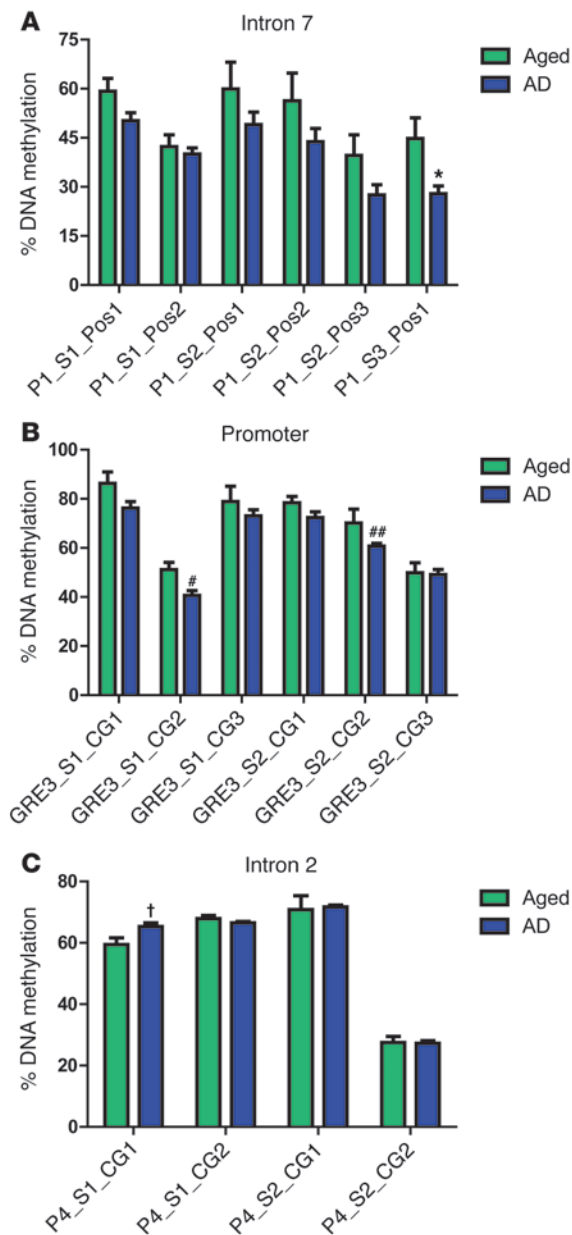 A
Intron 7
% DNA methylation
75
60
45
30
15
0
*
Aged
AD
P1_S1_Pos1
P1_S1_Pos2
P1_S2_Pos1
P1_S2_Pos2
P1_S2_Pos3
P1_S3_Pos1
B
Promoter
% DNA methylation
100
80
60
40
20
0
#
##
Aged
AD
GRE3_S1_CG1
GRE3_S1_CG2
GRE3_S1_CG3
GRE3_S2_CG1
GRE3_S2_CG2
GRE3_S2_CG3
C
Intron 2
% DNA methylation
80
60
40
20
0
†
Aged
AD
P4_S1_CG1
P4_S1_CG2
P4_S2_CG1
P4_S2_CG2